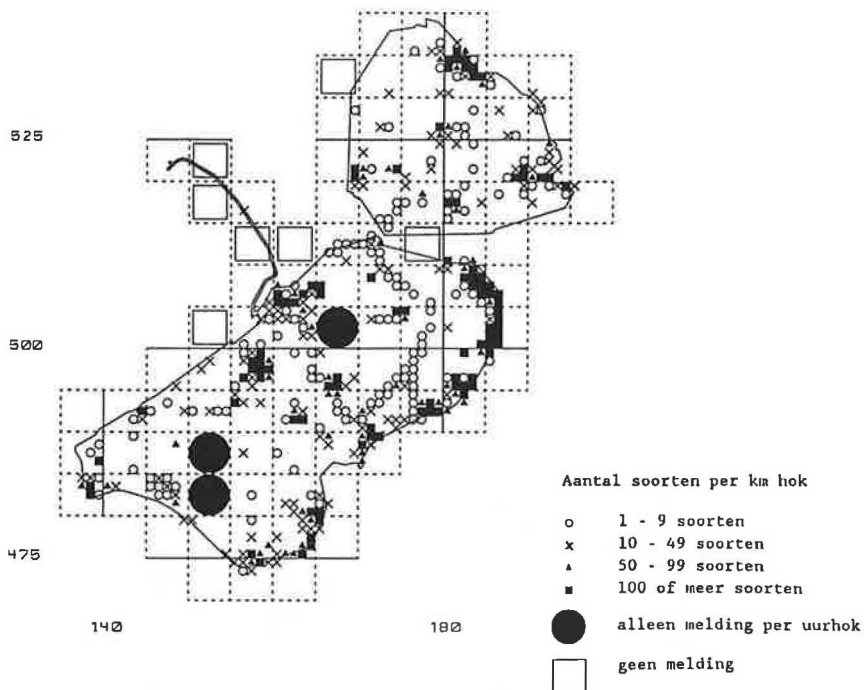 525
500
475
140
180
Aantal soorten per km hok
1 - 9 soorten
10 - 49 soorten
50 - 99 soorten
100 of meer soorten
alleen melding per uurhok
geen melding